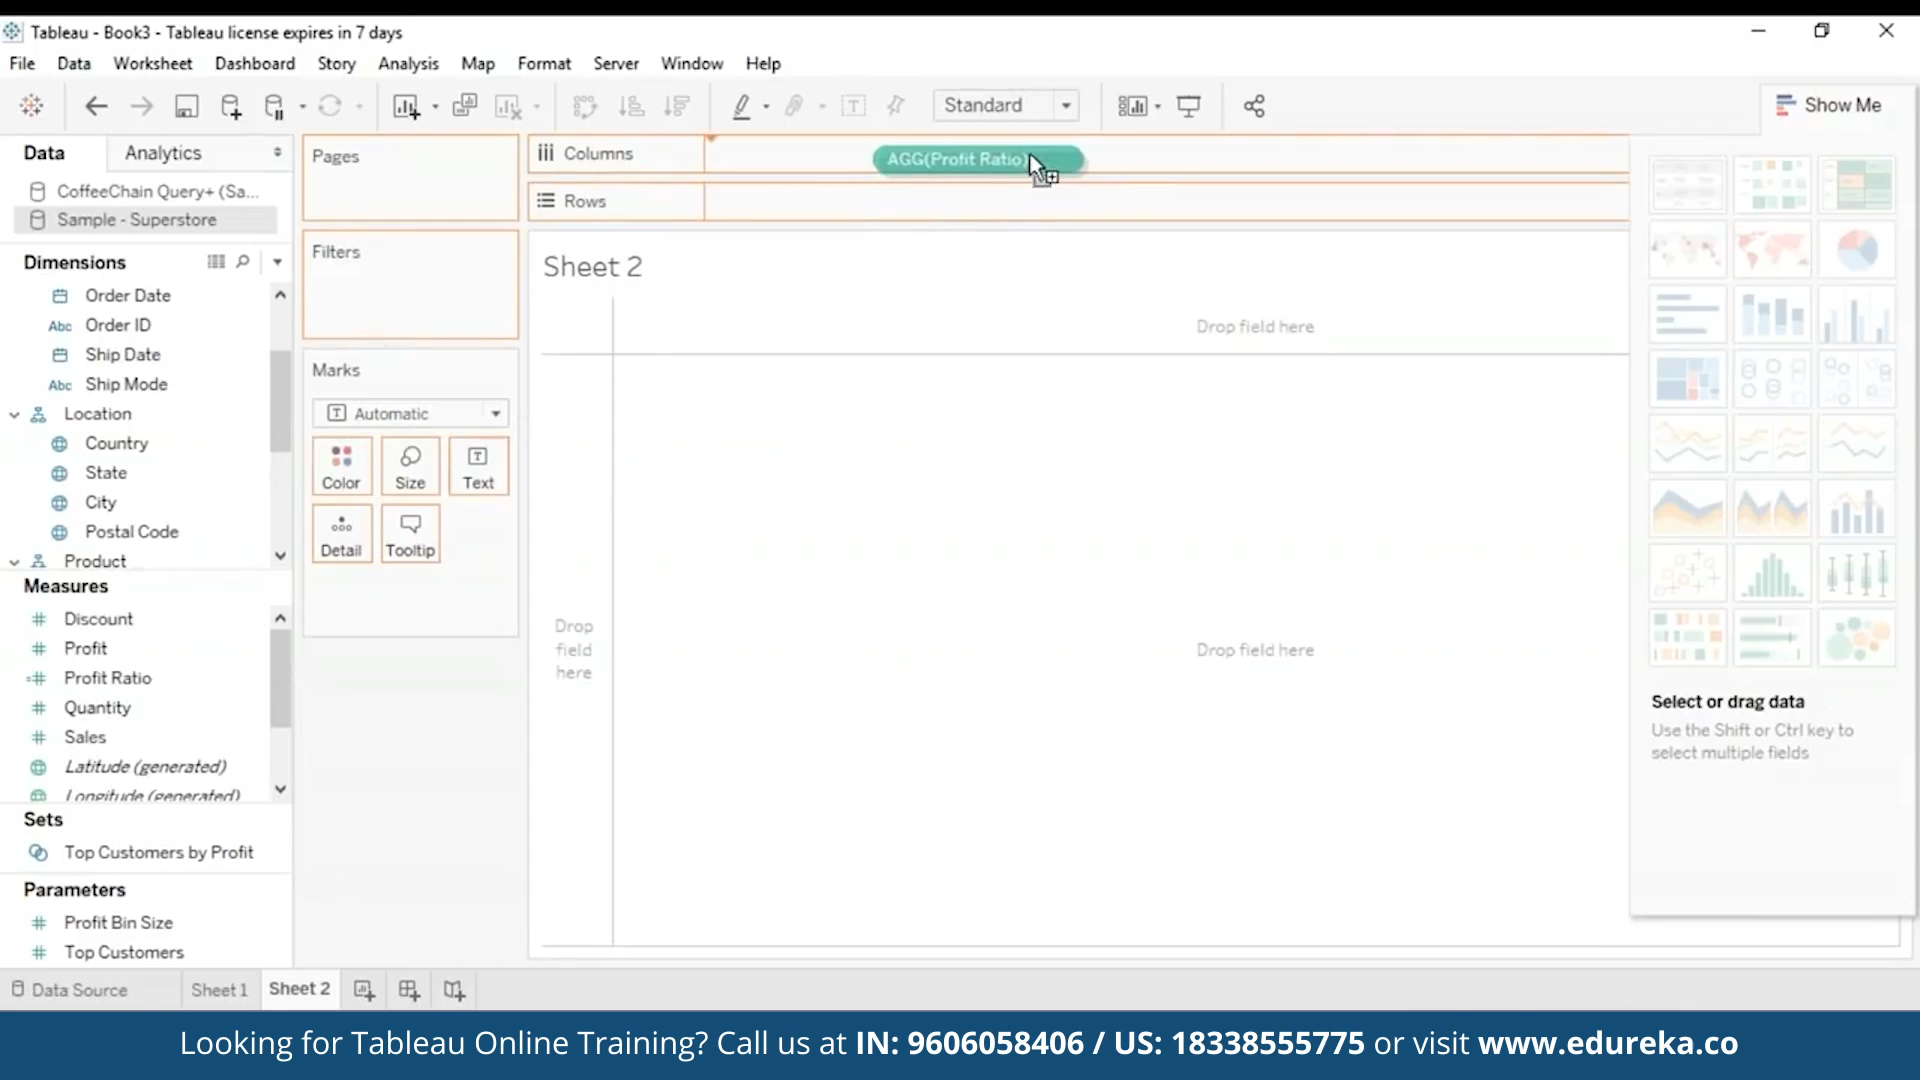 Tableau - Book3 - Tableau license expires in 7 days
File Data Worksheet Dashboard Story Analysis Map Format Server Window Help
Standard
Show Me
Data Analytics
CoffeeChain Query+ (Sa...
Sample - Superstore
Dimensions
Order Date
Abc Order ID
Ship Date
Abc Ship Mode
Location
Country
State
City
Postal Code
Product
Measures
Discount
Profit
Profit Ratio
Quantity
Sales
Latitude (generated)
Longitude (generated)
Sets
Top Customers by Profit
Parameters
Profit Bin Size
Top Customers
Pages
Filters
Marks
Automatic
Color Size Text
Detail Tooltip
Columns
AGG(Profit Ratio)
Rows
Sheet 2
Drop field here
Drop
field
here
Drop field here
Select or drag data
Use the Shift or Ctrl key to
select multiple fields
Data Source Sheet 1 Sheet 2
Looking for Tableau Online Training? Call us at IN: 9606058406 / US: 18338555775 or visit www.edureka.co